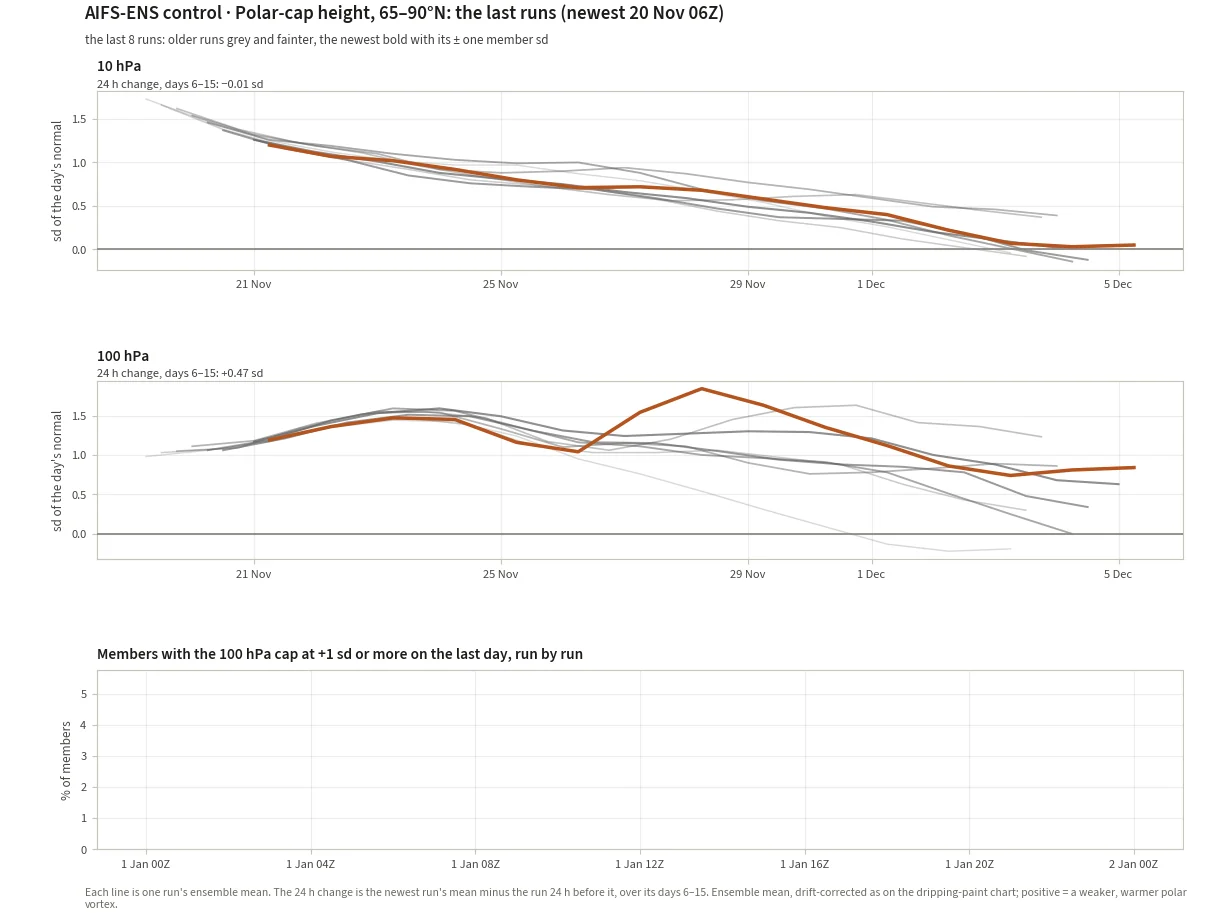 AIFS-ENS control · Polar-cap height, 65–90°N: the last runs (newest 20 Nov 06Z)
the last 8 runs: older runs grey and fainter, the newest bold with its ± one member sd
10 hPa
24 h change, days 6–15: −0.01 sd
sd of the day's normal
1.5
1.0
0.5
0.0
21 Nov
25 Nov
29 Nov
1 Dec
5 Dec
100 hPa
24 h change, days 6–15: +0.47 sd
sd of the day's normal
1.5
1.0
0.5
0.0
21 Nov
25 Nov
29 Nov
1 Dec
5 Dec
Members with the 100 hPa cap at +1 sd or more on the last day, run by run
% of members
5
4
3
2
1
0
1 Jan 00Z
1 Jan 04Z
1 Jan 08Z
1 Jan 12Z
1 Jan 16Z
1 Jan 20Z
2 Jan 00Z
Each line is one run's ensemble mean. The 24 h change is the newest run's mean minus the run 24 h before it, over its days 6–15. Ensemble mean, drift-corrected as on the dripping-paint chart; positive = a weaker, warmer polar
vortex.